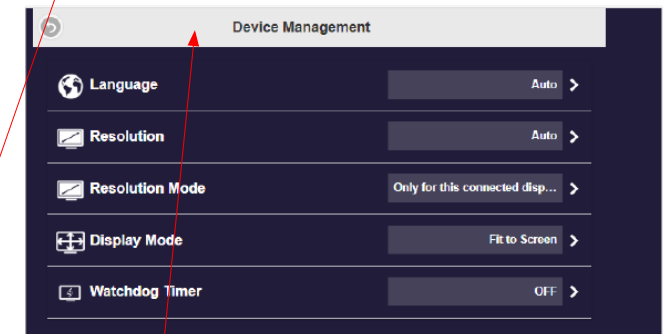 Device Management
Language Auto
Resolution Auto
Resolution Mode Only for this connected disp...
Display Mode Fit to Screen
Watchdog Timer OFF